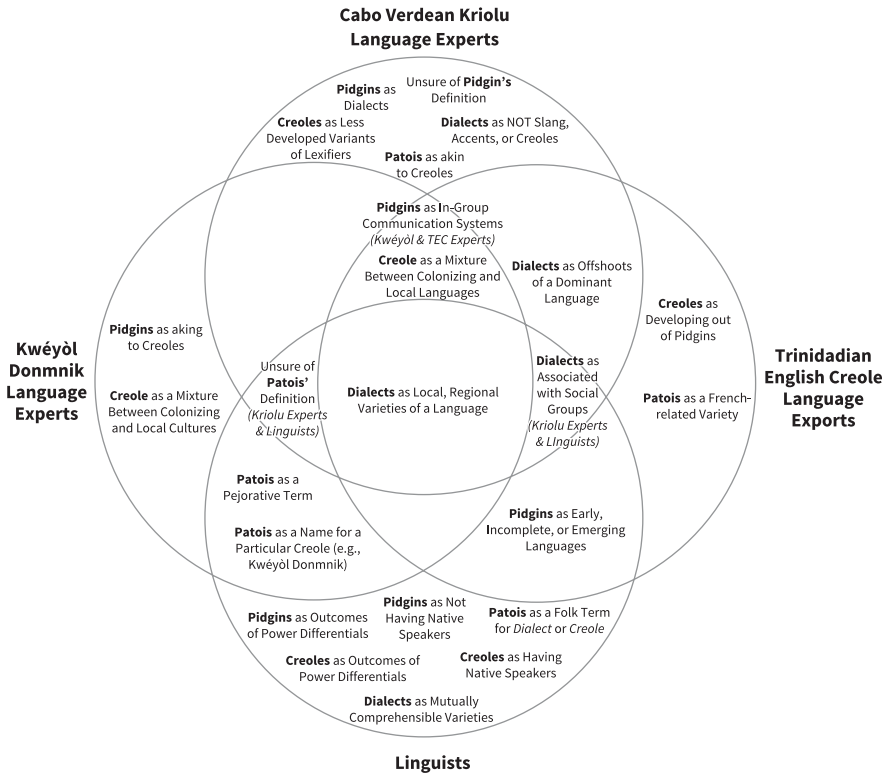 Cabo Verdean Kriolu
Language Experts
Pidgins as
Dialects
Unsure of Pidgin's
Definition
Creoles as Less
Developed Variants
of Lexifiers
Dialects as NOT Slang,
Accents, or Creoles
Patois as akin
to Creoles
Pidgins as In-Group
Communication Systems
(Kwéyòl & TEC Experts)
Creole as a Mixture
Between Colonizing and
Local Languages
Dialects as Offshoots
of a Dominant
Language
Creoles as
Developing out
of Pidgins
Pidgins as aking
to Creoles
Kwéyòl
Donmnik
Language
Experts
Creole as a Mixture
Between Colonizing
and Local Cultures
Unsure of
Patois'
Definition
(Kriolu Experts
& Linguists)
Dialects as Local, Regional
Varieties of a Language
Dialects as
Associated
with Social
Groups
(Kriolu Experts
& LInguists)
Patois as a French-
related Variety
Trinidadian
English Creole
Language
Exports
Patois as a
Pejorative Term
Patois as a Name for a
Particular Creole (e.g.,
Kwéyòl Donmnik)
Pidgins as Early,
Incomplete, or Emerging
Languages
Pidgins as Outcomes
of Power Differentials
Pidgins as Not
Having Native
Speakers
Patois as a Folk Term
for Dialect or Creole
Creoles as Outcomes of
Power Differentials
Creoles as Having
Native Speakers
Dialects as Mutually
Comprehensible Varieties
Linguists